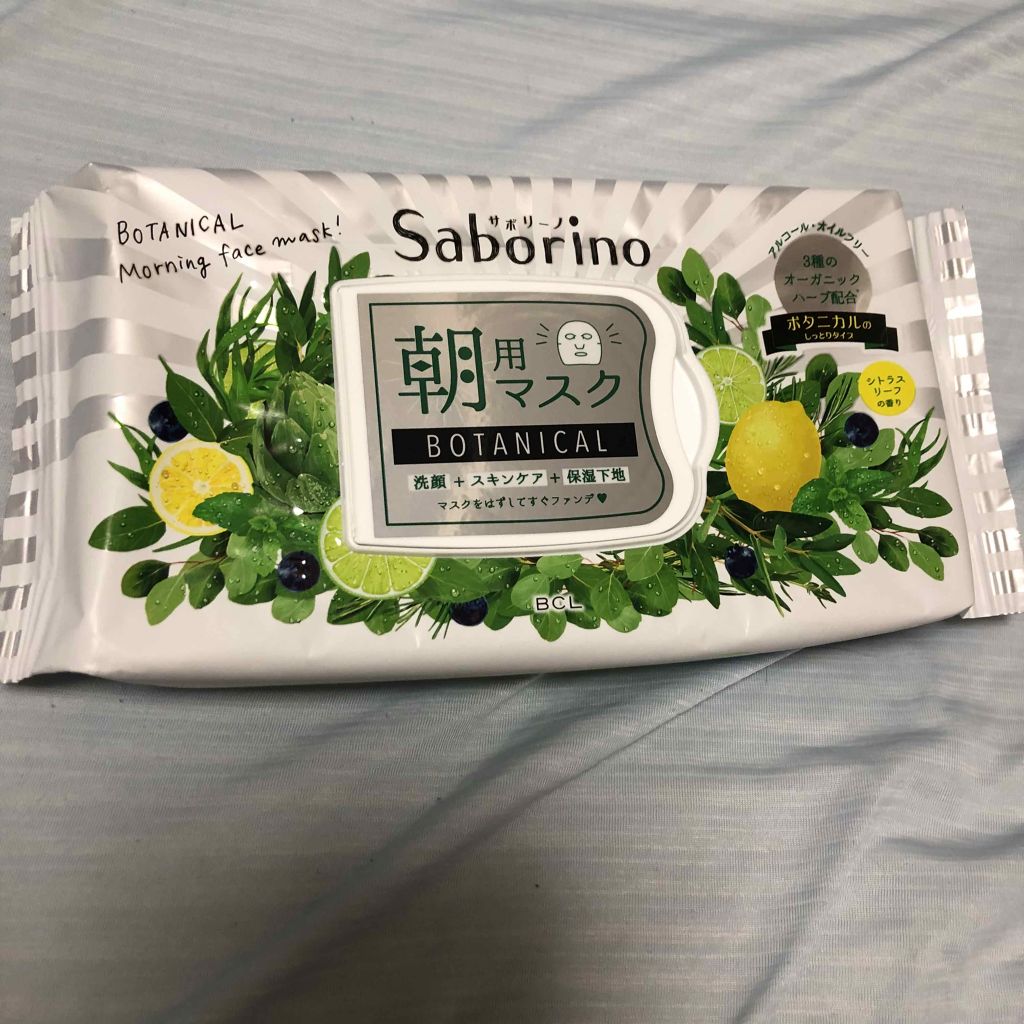 BOTANICAL
Morning face mask!
サボリーノ
Saborino
アルコール・オイルフリー
3種の
オーガニック
ハーブ配合
ボタニカルの
しっとりタイプ
シトラス
リーフ
の香り
朝用
マスク
BOTANICAL
洗顔 + スキンケア + 保湿下地
マスクをはずしてすぐファンデ♥
BCL